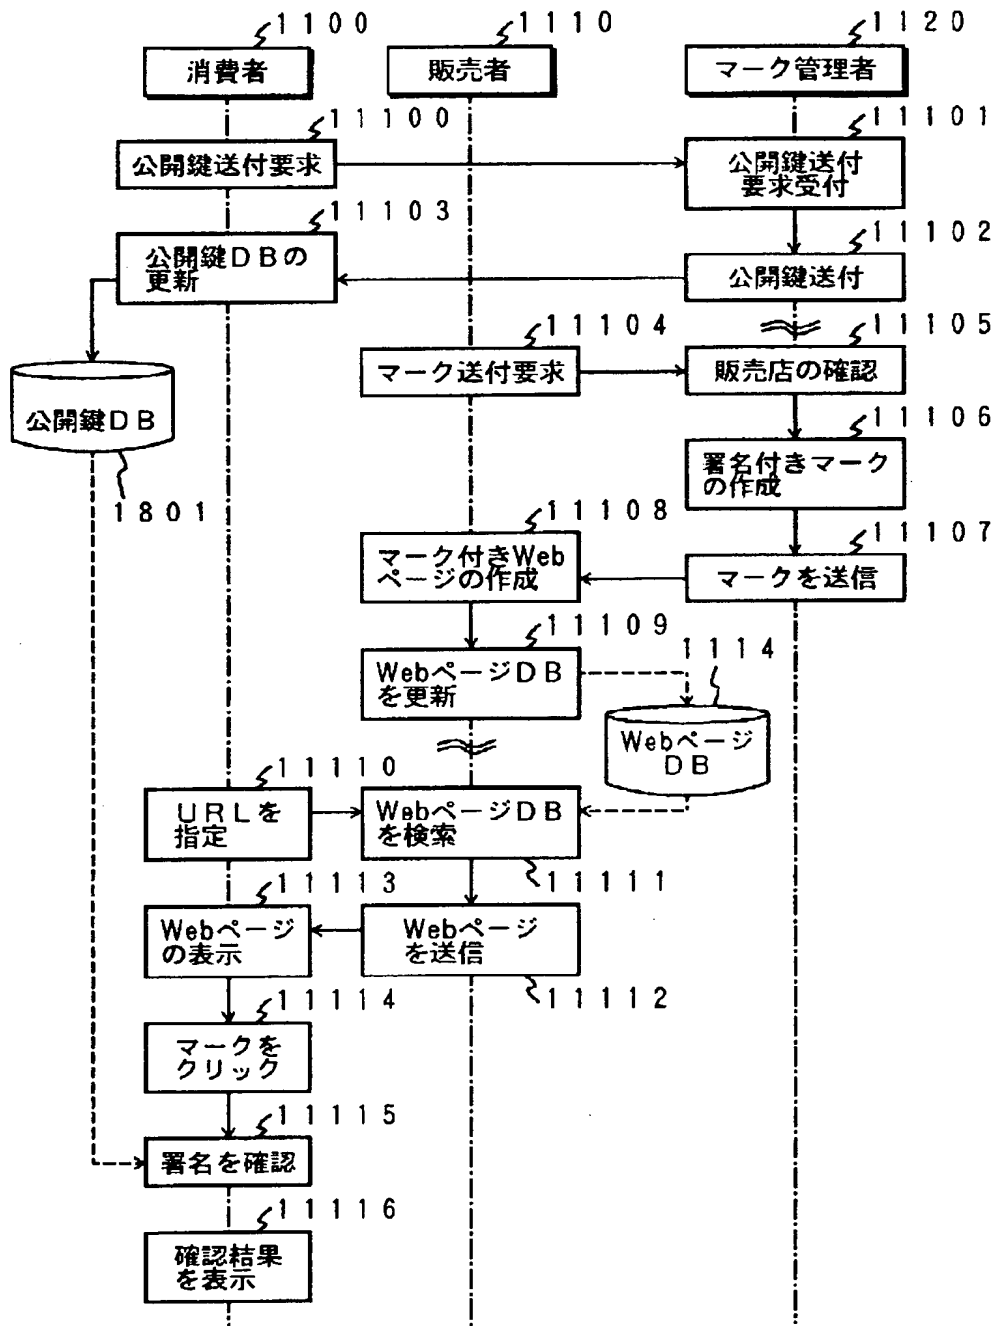 1100
1110
1120
消費者
販売者
マーク管理者
11100
11101
公開鍵送付要求
公開鍵送付
要求受付
11103
11102
公開鍵DBの
更新
公開鍵送付
11104
11105
マーク送付要求
販売店の確認
公開鍵DB
1801
11106
署名付きマーク
の作成
11108
11107
マーク付きWeb
ページの作成
マークを送信
11109
1114
WebページDB
を更新
Webページ
DB
11110
URLを
指定
WebページDB
を検索
11111
11113
Webページ
の表示
Webページ
を送信
11112
11114
マークを
クリック
11115
署名を確認
11116
確認結果
を表示